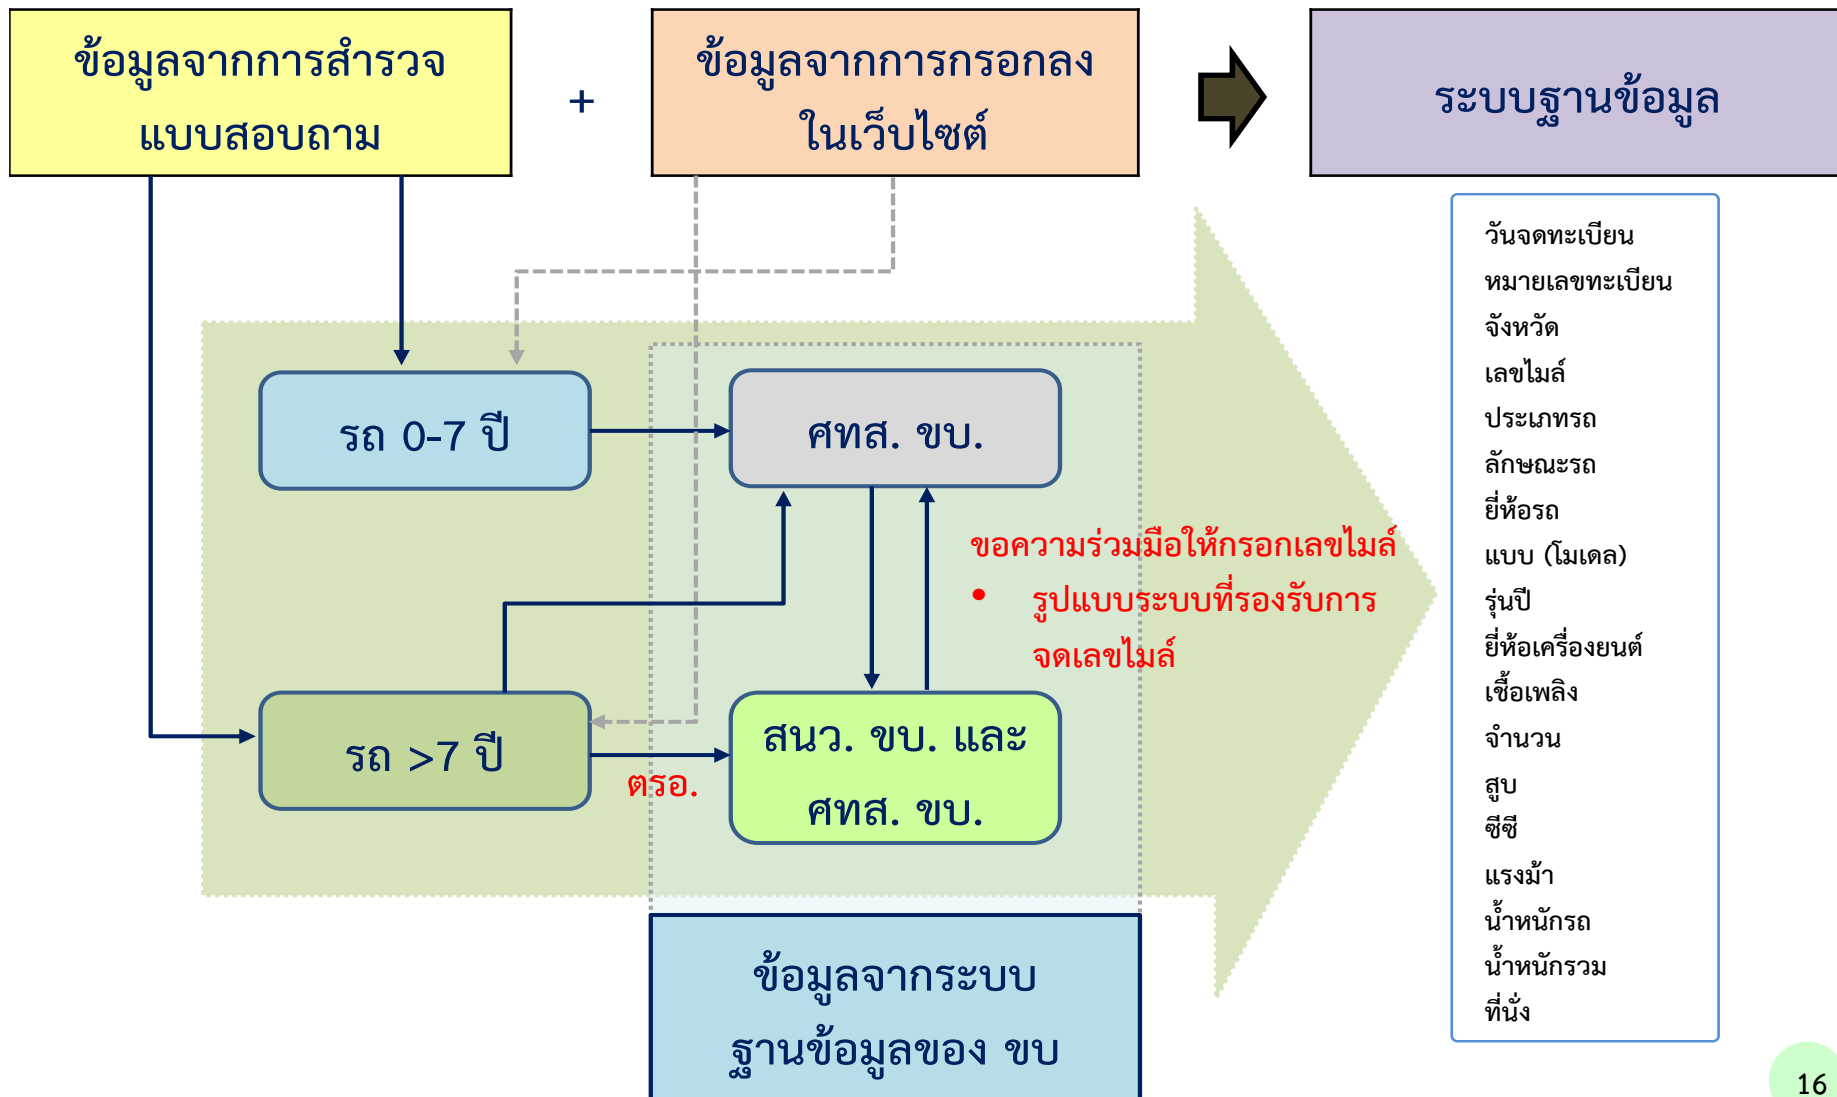 ข้อมูลจากการสำรวจ
แบบสอบถาม
+
ข้อมูลจากการกรอกลง
ในเว็บไซต์
ระบบฐานข้อมูล
รถ 0-7 ปี
ศทส. ขบ.
ขอความร่วมมือให้กรอกเลขไมล์
• รูปแบบระบบที่รองรับการ
จดเลขไมล์
รถ >7 ปี
ตรอ.
สนว. ขบ. และ
ศทส. ขบ.
ข้อมูลจากระบบ
ฐานข้อมูลของ ขบ
วันจดทะเบียน
หมายเลขทะเบียน
จังหวัด
เลขไมล์
ประเภทรถ
ลักษณะรถ
ยี่ห้อรถ
แบบ (โมเดล)
รุ่นปี
ยี่ห้อเครื่องยนต์
เชื้อเพลิง
จำนวน
สูบ
ซีซี
แรงม้า
น้ำหนักรถ
น้ำหนักรวม
ที่นั่ง
16